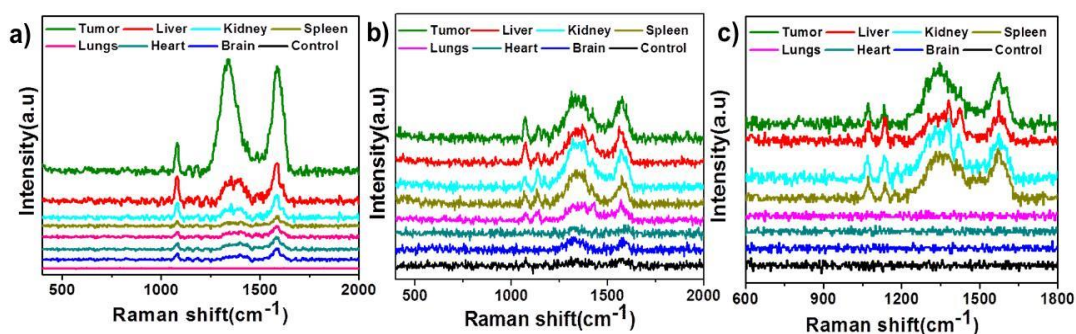 a)
Tumor Liver Kidney Spleen
Lungs Heart Brain Control
Intensity(a.u)
500 1000 1500 2000
Raman shift(cm-1)
b)
Tumor Liver Kidney Spleen
Lungs Heart Brain Control
Intensity(a.u)
500 1000 1500 2000
Raman shift(cm-1)
c)
Tumor Liver Kidney Spleen
Lungs Heart Brain Control
Intensity(a.u)
600 900 1200 1500 1800
Raman shift(cm-1)